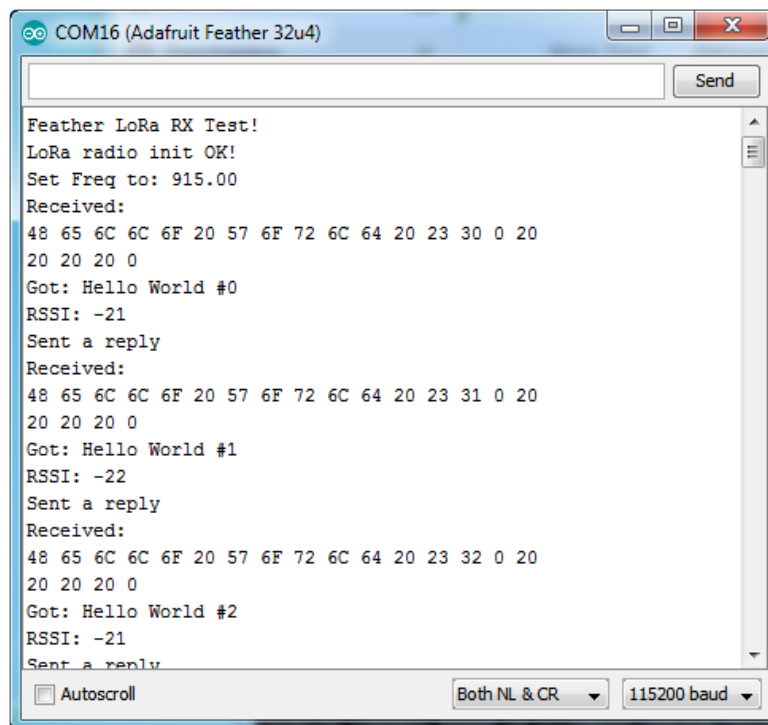 COM16 (Adafruit Feather 32u4)
Send
Feather LoRa RX Test!
LoRa radio init OK!
Set Freq to: 915.00
Received:
48 65 6C 6C 6F 20 57 6F 72 6C 64 20 23 30 0 20
20 20 20 0
Got: Hello World #0
RSSI: -21
Sent a reply
Received:
48 65 6C 6C 6F 20 57 6F 72 6C 64 20 23 31 0 20
20 20 20 0
Got: Hello World #1
RSSI: -22
Sent a reply
Received:
48 65 6C 6C 6F 20 57 6F 72 6C 64 20 23 32 0 20
20 20 20 0
Got: Hello World #2
RSSI: -21
Sent a reply
Autoscroll Both NL & CR 115200 baud